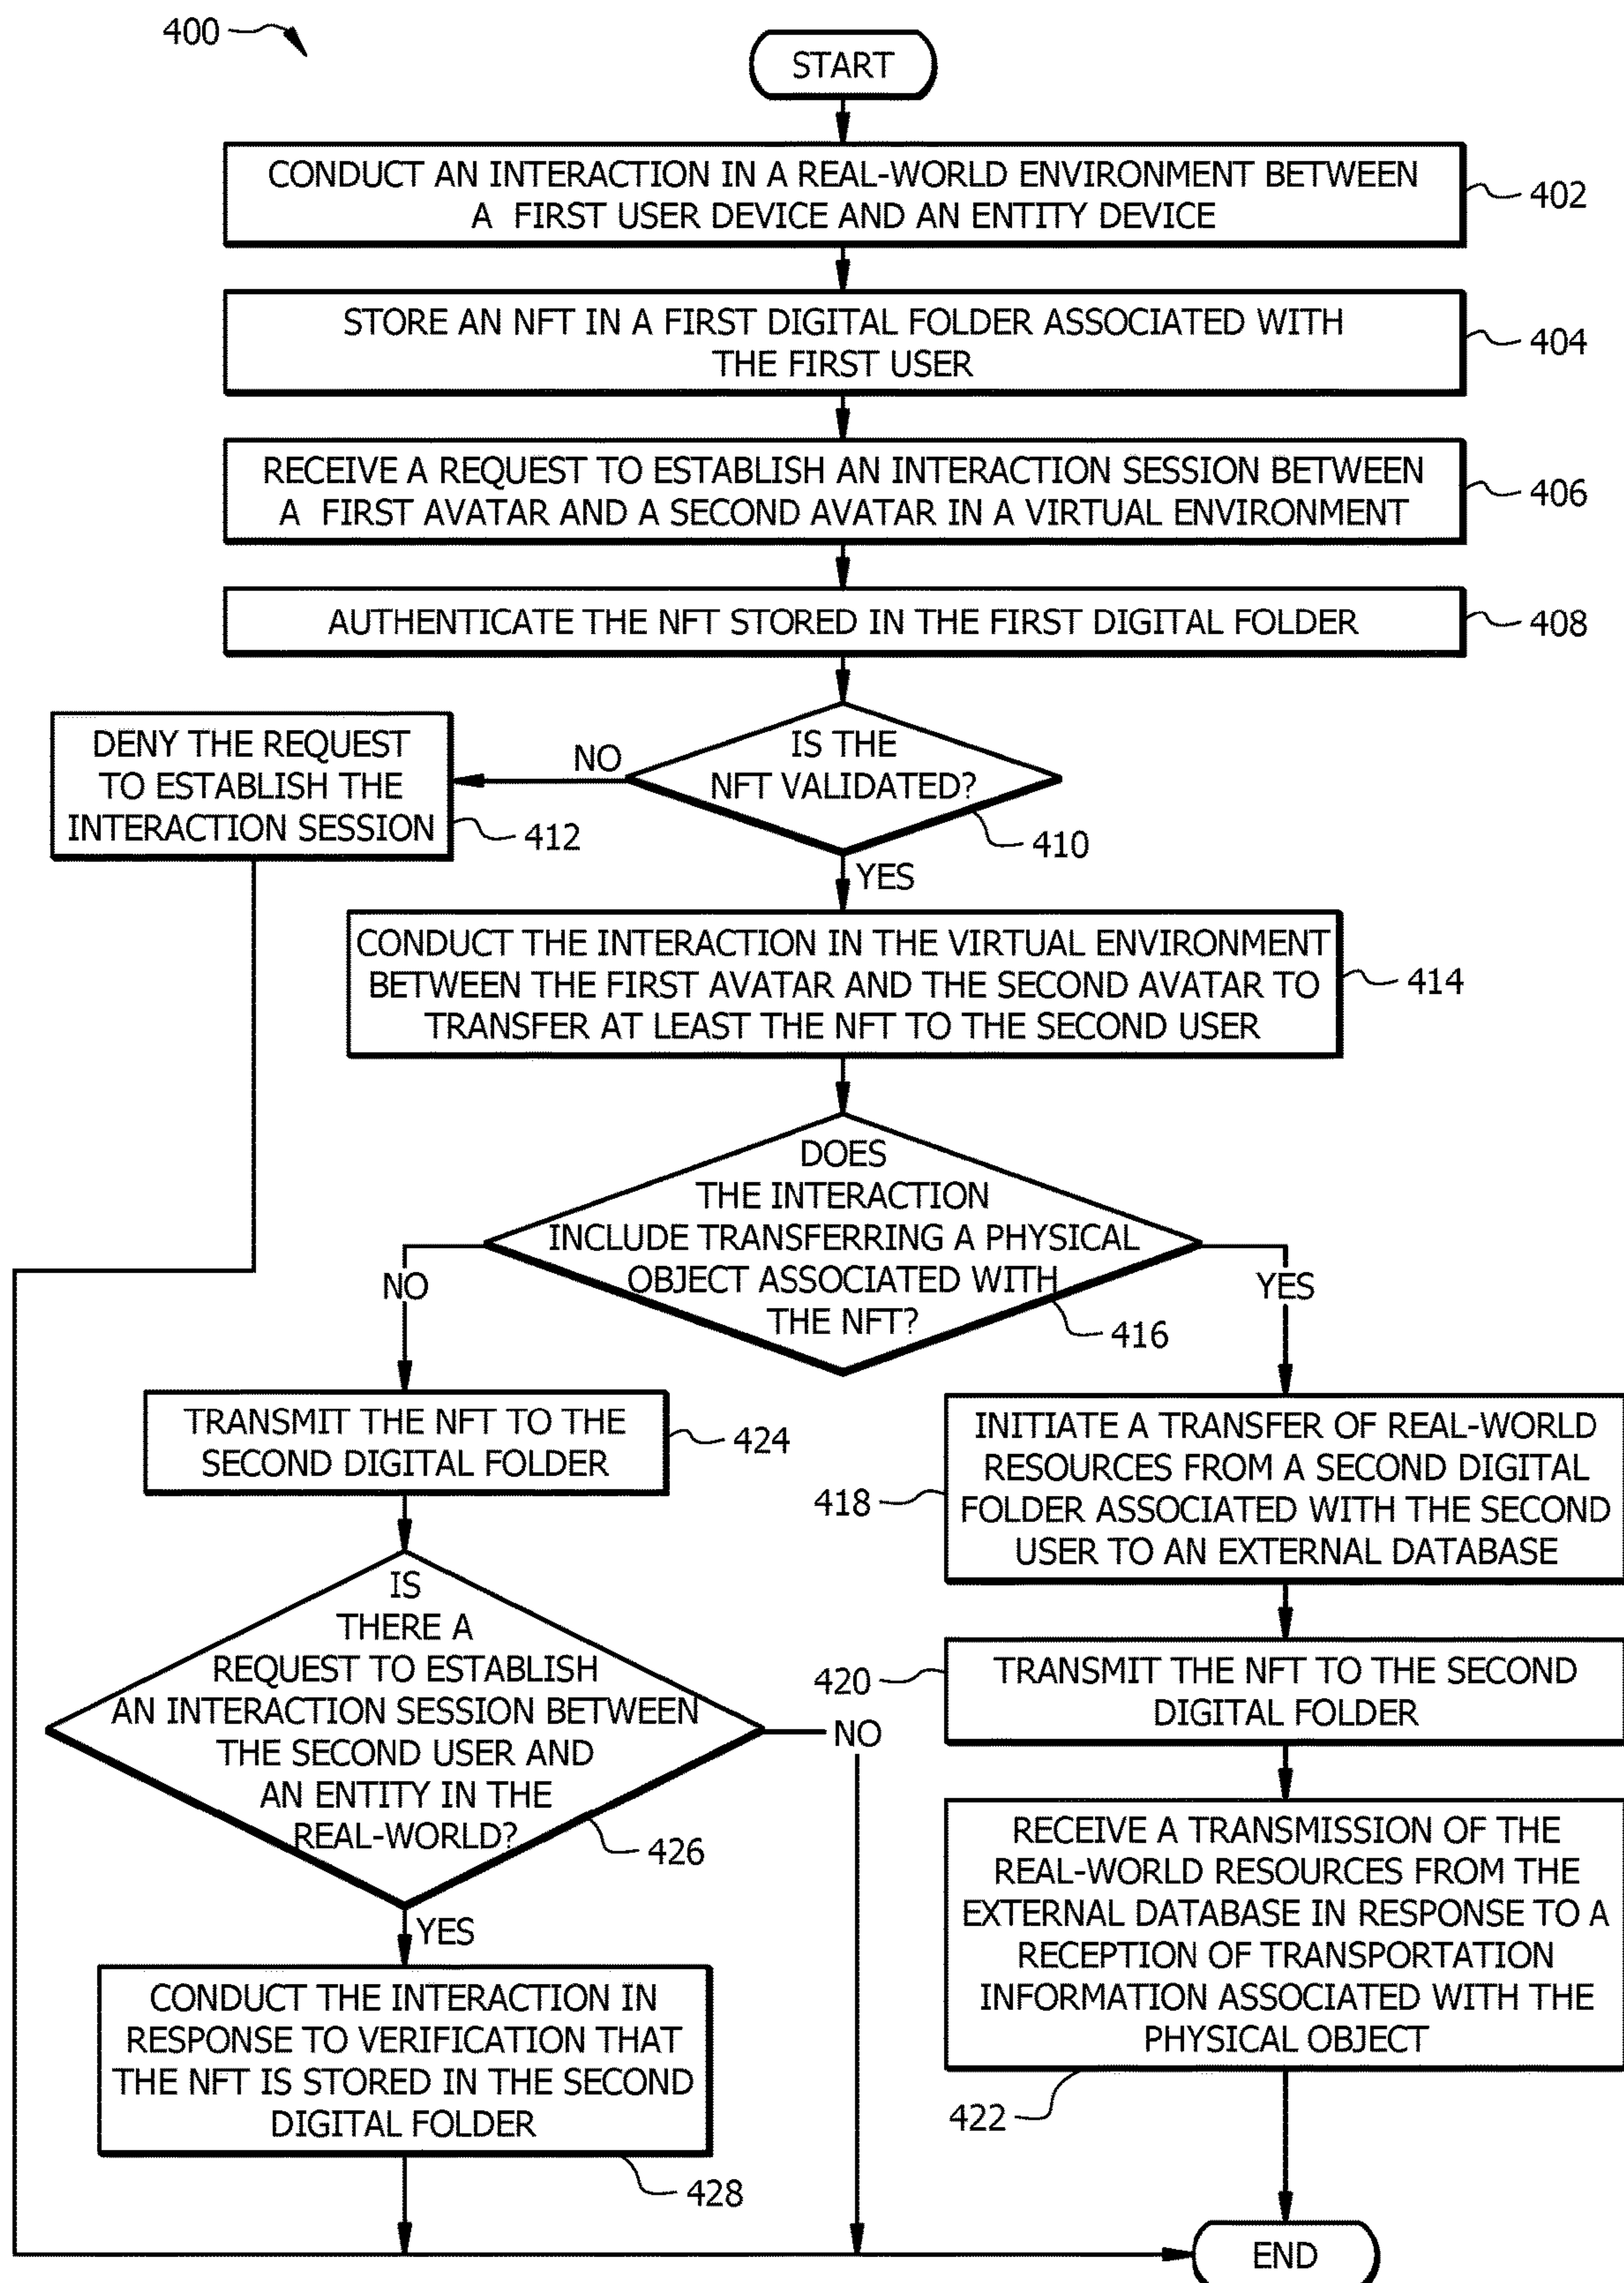 400
START
CONDUCT AN INTERACTION IN A REAL-WORLD ENVIRONMENT BETWEEN
A FIRST USER DEVICE AND AN ENTITY DEVICE
402
STORE AN NFT IN A FIRST DIGITAL FOLDER ASSOCIATED WITH
THE FIRST USER
404
RECEIVE A REQUEST TO ESTABLISH AN INTERACTION SESSION BETWEEN
A FIRST AVATAR AND A SECOND AVATAR IN A VIRTUAL ENVIRONMENT
406
AUTHENTICATE THE NFT STORED IN THE FIRST DIGITAL FOLDER
408
IS THE
NFT VALIDATED?
410
NO
DENY THE REQUEST
TO ESTABLISH THE
INTERACTION SESSION
412
YES
CONDUCT THE INTERACTION IN THE VIRTUAL ENVIRONMENT
BETWEEN THE FIRST AVATAR AND THE SECOND AVATAR TO
TRANSFER AT LEAST THE NFT TO THE SECOND USER
414
DOES
THE INTERACTION
INCLUDE TRANSFERRING A PHYSICAL
OBJECT ASSOCIATED WITH
THE NFT?
416
NO
YES
TRANSMIT THE NFT TO THE
SECOND DIGITAL FOLDER
424
IS
THERE A
REQUEST TO ESTABLISH
AN INTERACTION SESSION BETWEEN
THE SECOND USER AND
AN ENTITY IN THE
REAL-WORLD?
426
NO
YES
CONDUCT THE INTERACTION IN
RESPONSE TO VERIFICATION THAT
THE NFT IS STORED IN THE SECOND
DIGITAL FOLDER
428
INITIATE A TRANSFER OF REAL-WORLD
RESOURCES FROM A SECOND DIGITAL
FOLDER ASSOCIATED WITH THE SECOND
USER TO AN EXTERNAL DATABASE
418
TRANSMIT THE NFT TO THE SECOND
DIGITAL FOLDER
420
RECEIVE A TRANSMISSION OF THE
REAL-WORLD RESOURCES FROM THE
EXTERNAL DATABASE IN RESPONSE TO A
RECEPTION OF TRANSPORTATION
INFORMATION ASSOCIATED WITH THE
PHYSICAL OBJECT
422
END